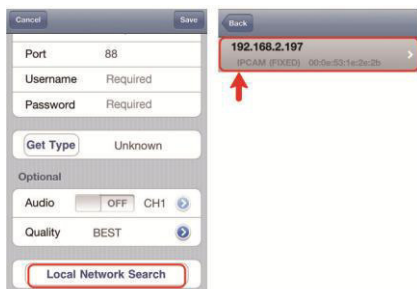 Cancel Save
Port 88
Username Required
Password Required
Get Type Unknown
Optional
Audio OFF CH1
Quality BEST
Local Network Search
Back
192.168.2.197
IPCAM (FIXED) 00:0e:53:1e:2e:2b